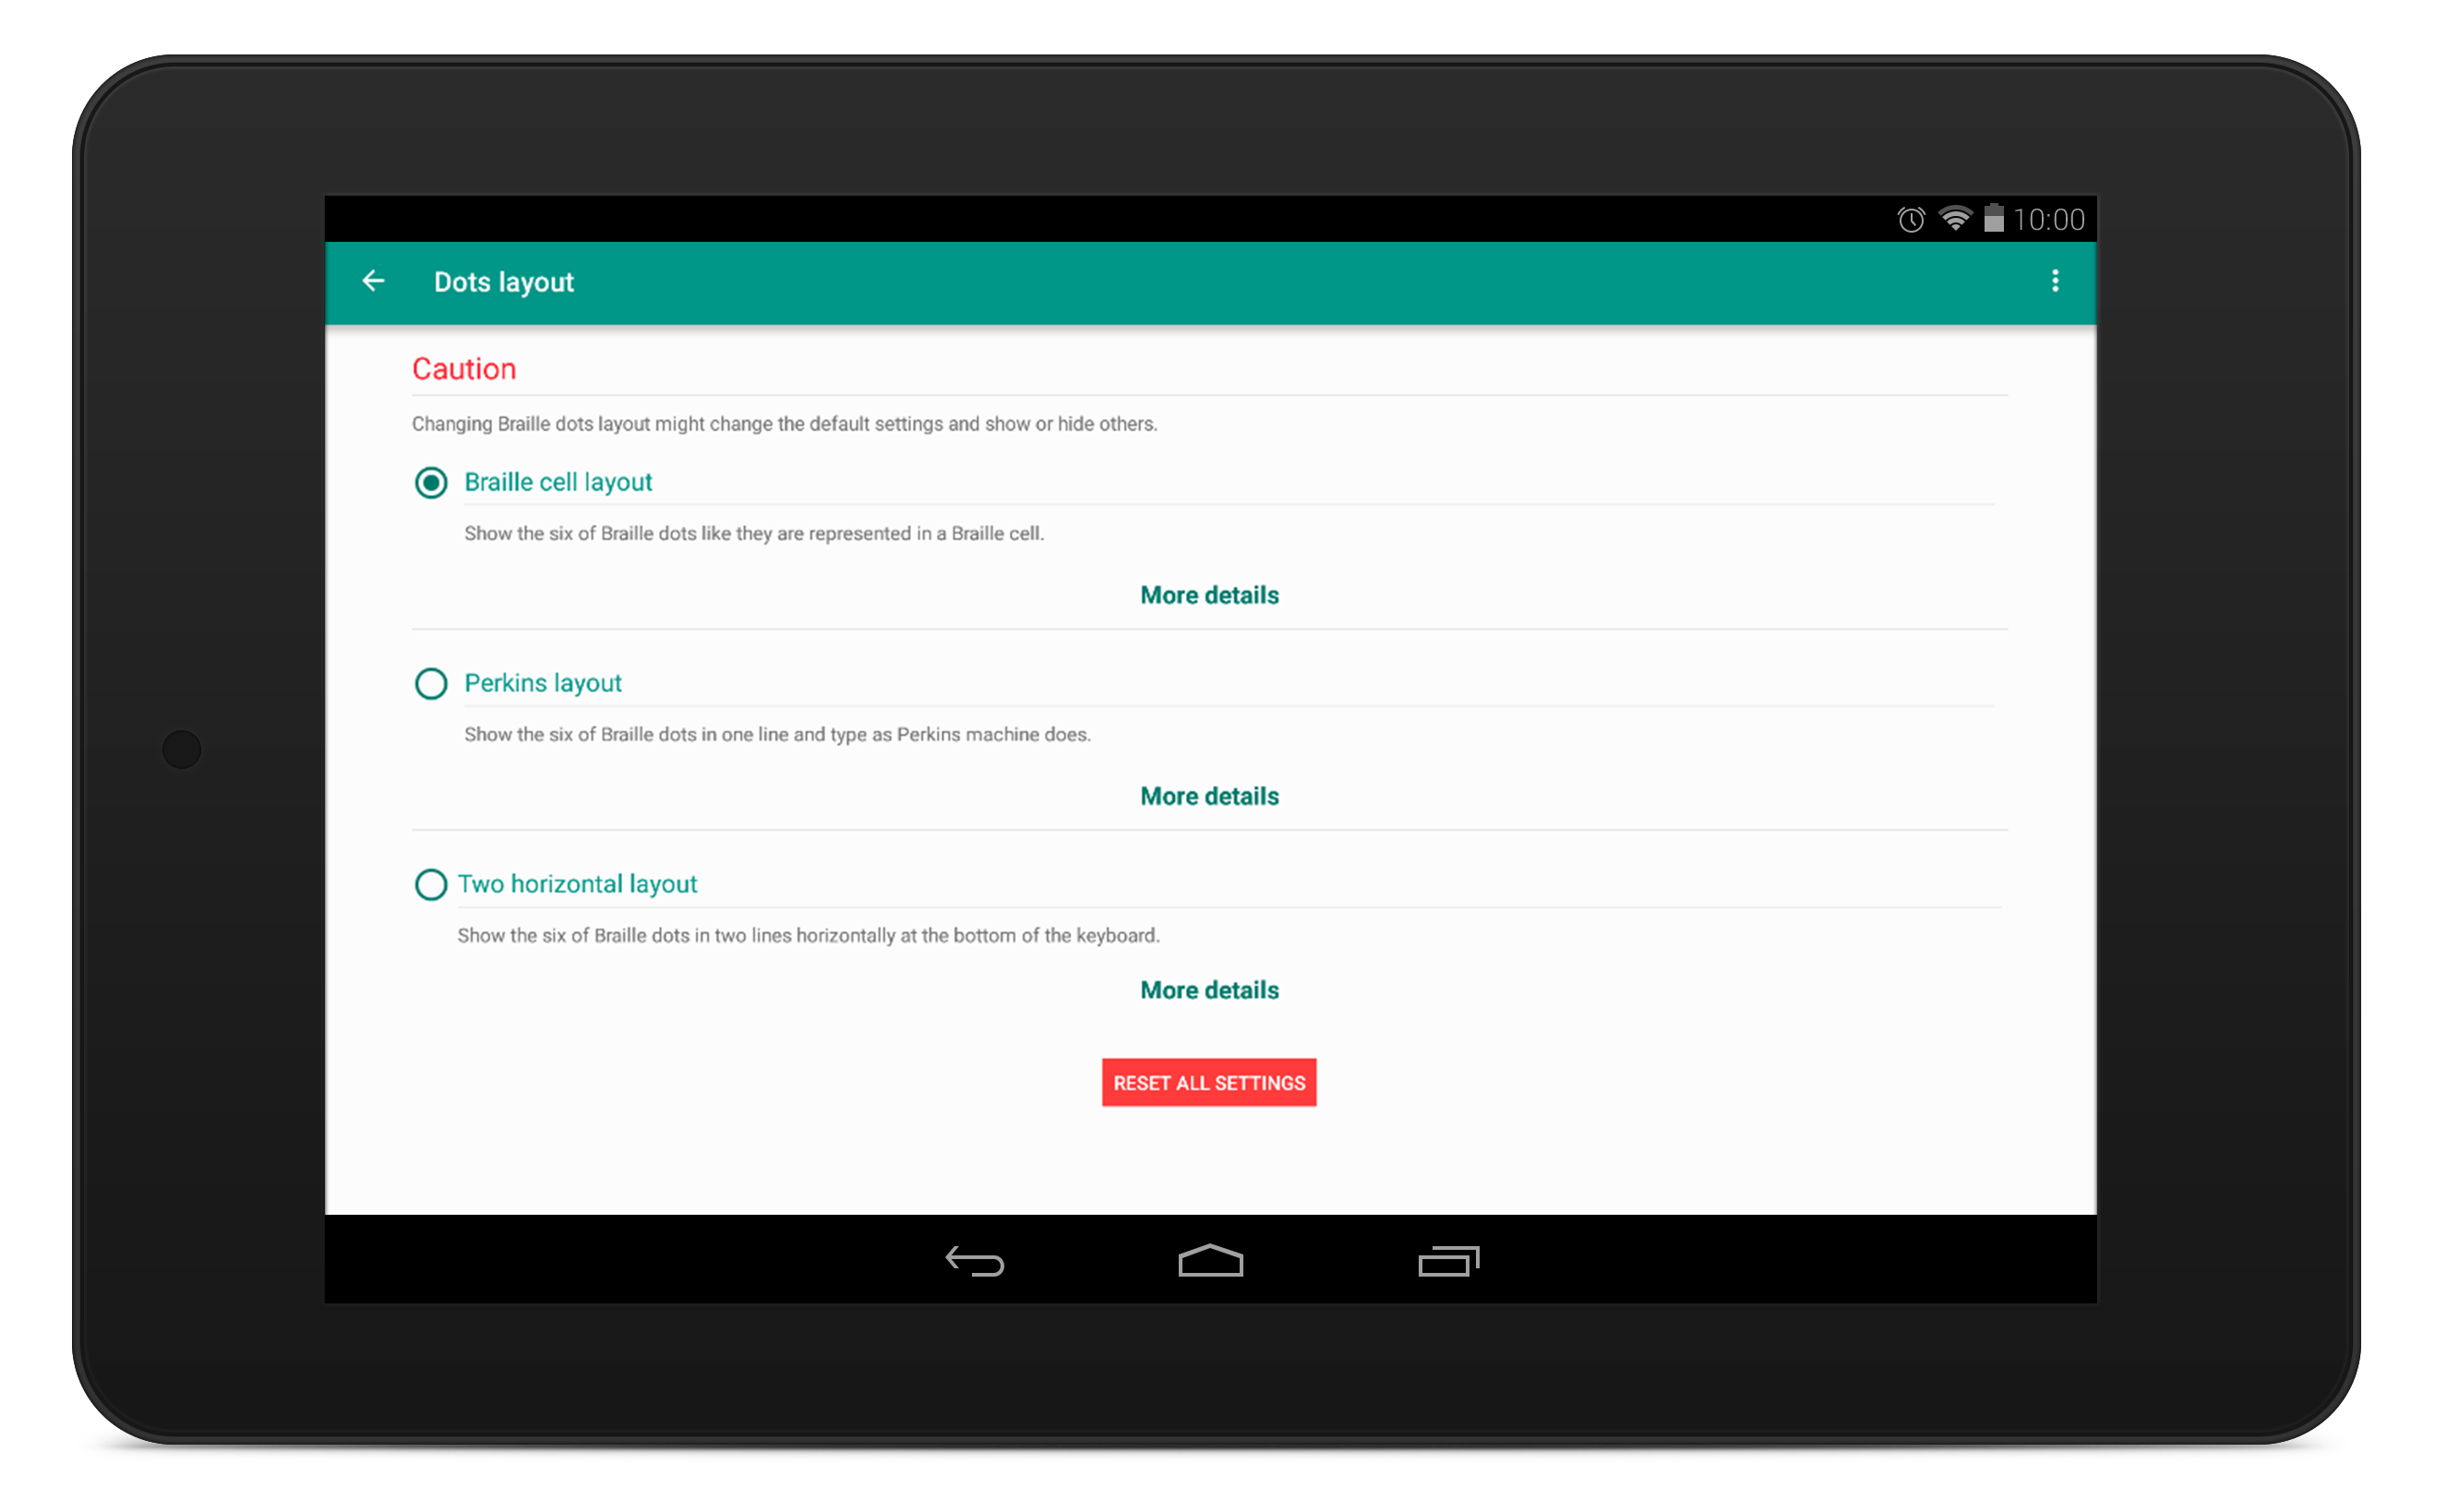 10:00
Dots layout
Caution
Changing Braille dots layout might change the default settings and show or hide others.
Braille cell layout
Show the six of Braille dots like they are represented in a Braille cell.
More details
Perkins layout
Show the six of Braille dots in one line and type as Perkins machine does.
More details
Two horizontal layout
Show the six of Braille dots in two lines horizontally at the bottom of the keyboard.
More details
RESET ALL SETTINGS